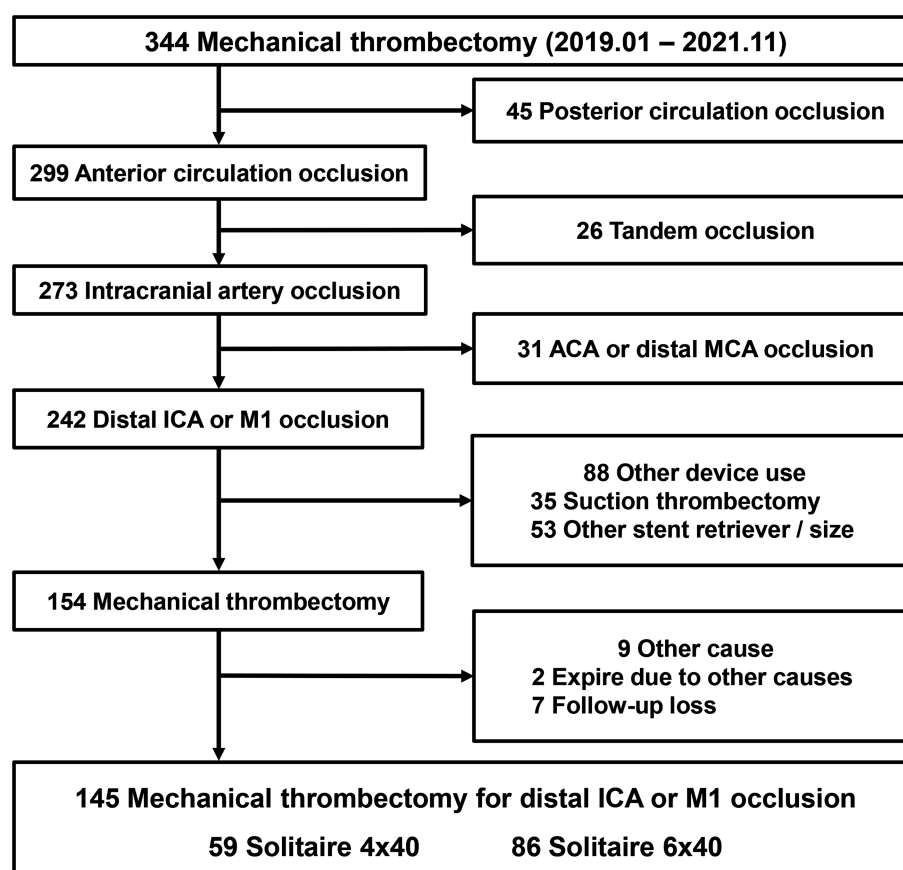 344 Mechanical thrombectomy (2019.01 – 2021.11)
45 Posterior circulation occlusion
299 Anterior circulation occlusion
26 Tandem occlusion
273 Intracranial artery occlusion
31 ACA or distal MCA occlusion
242 Distal ICA or M1 occlusion
88 Other device use
35 Suction thrombectomy
53 Other stent retriever / size
154 Mechanical thrombectomy
9 Other cause
2 Expire due to other causes
7 Follow-up loss
145 Mechanical thrombectomy for distal ICA or M1 occlusion
59 Solitaire 4x40 86 Solitaire 6x40